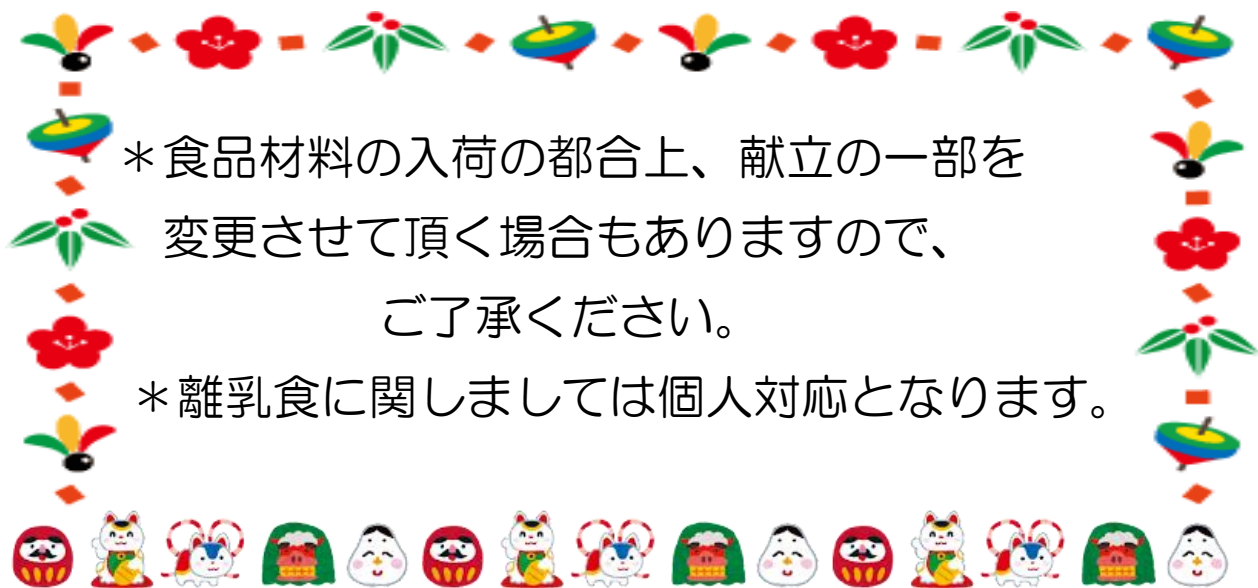 ＊食品材料の入荷の都合上、献立の一部を
変更させて頂く場合もありますので、
ご了承ください。
＊離乳食に関しましては個人対応となります。